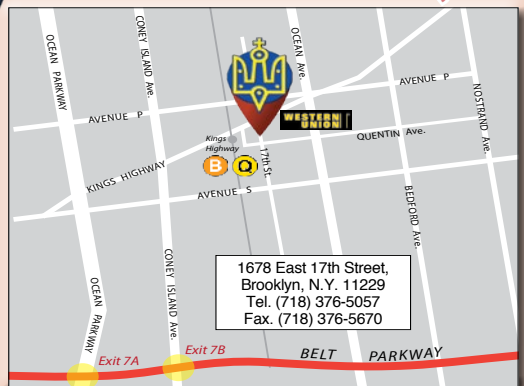 OCEAN PARKWAY
CONEY ISLAND Ave.
OCEAN Ave.
AVENUE P
NOSTRAND Ave.
AVENUE P
WESTERN
UNION
QUENTIN Ave.
Kings
Highway
B Q
17th St.
KINGS HIGHWAY
AVENUE S
BEDFORD Ave.
OCEAN PARKWAY
CONEY ISLAND Ave.
1678 East 17th Street,
Brooklyn, N.Y. 11229
Tel. (718) 376-5057
Fax. (718) 376-5670
Exit 7A
Exit 7B
BELT PARKWAY